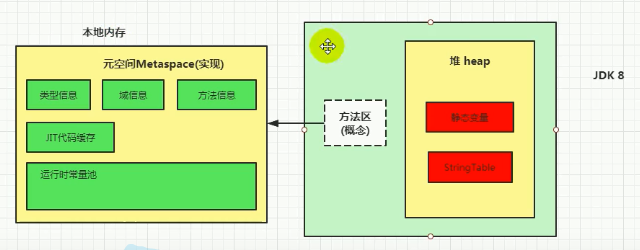 本地内存
元空间Metaspace(实现)
类型信息
域信息
方法信息
JIT代码缓存
运行时常量池
方法区
(概念)
堆 heap
静态变量
StringTable
JDK 8